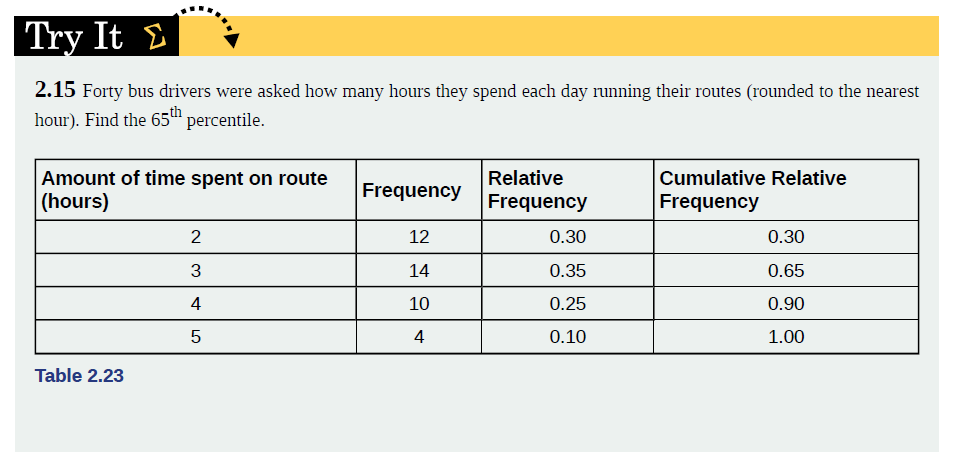 Try It Σ
2.15 Forty bus drivers were asked how many hours they spend each day running their routes (rounded to the nearest
hour). Find the 65th percentile.
Amount of time spent on route (hours) Frequency Relative Frequency Cumulative Relative Frequency
2 12 0.30 0.30
3 14 0.35 0.65
4 10 0.25 0.90
5 4 0.10 1.00
Table 2.23